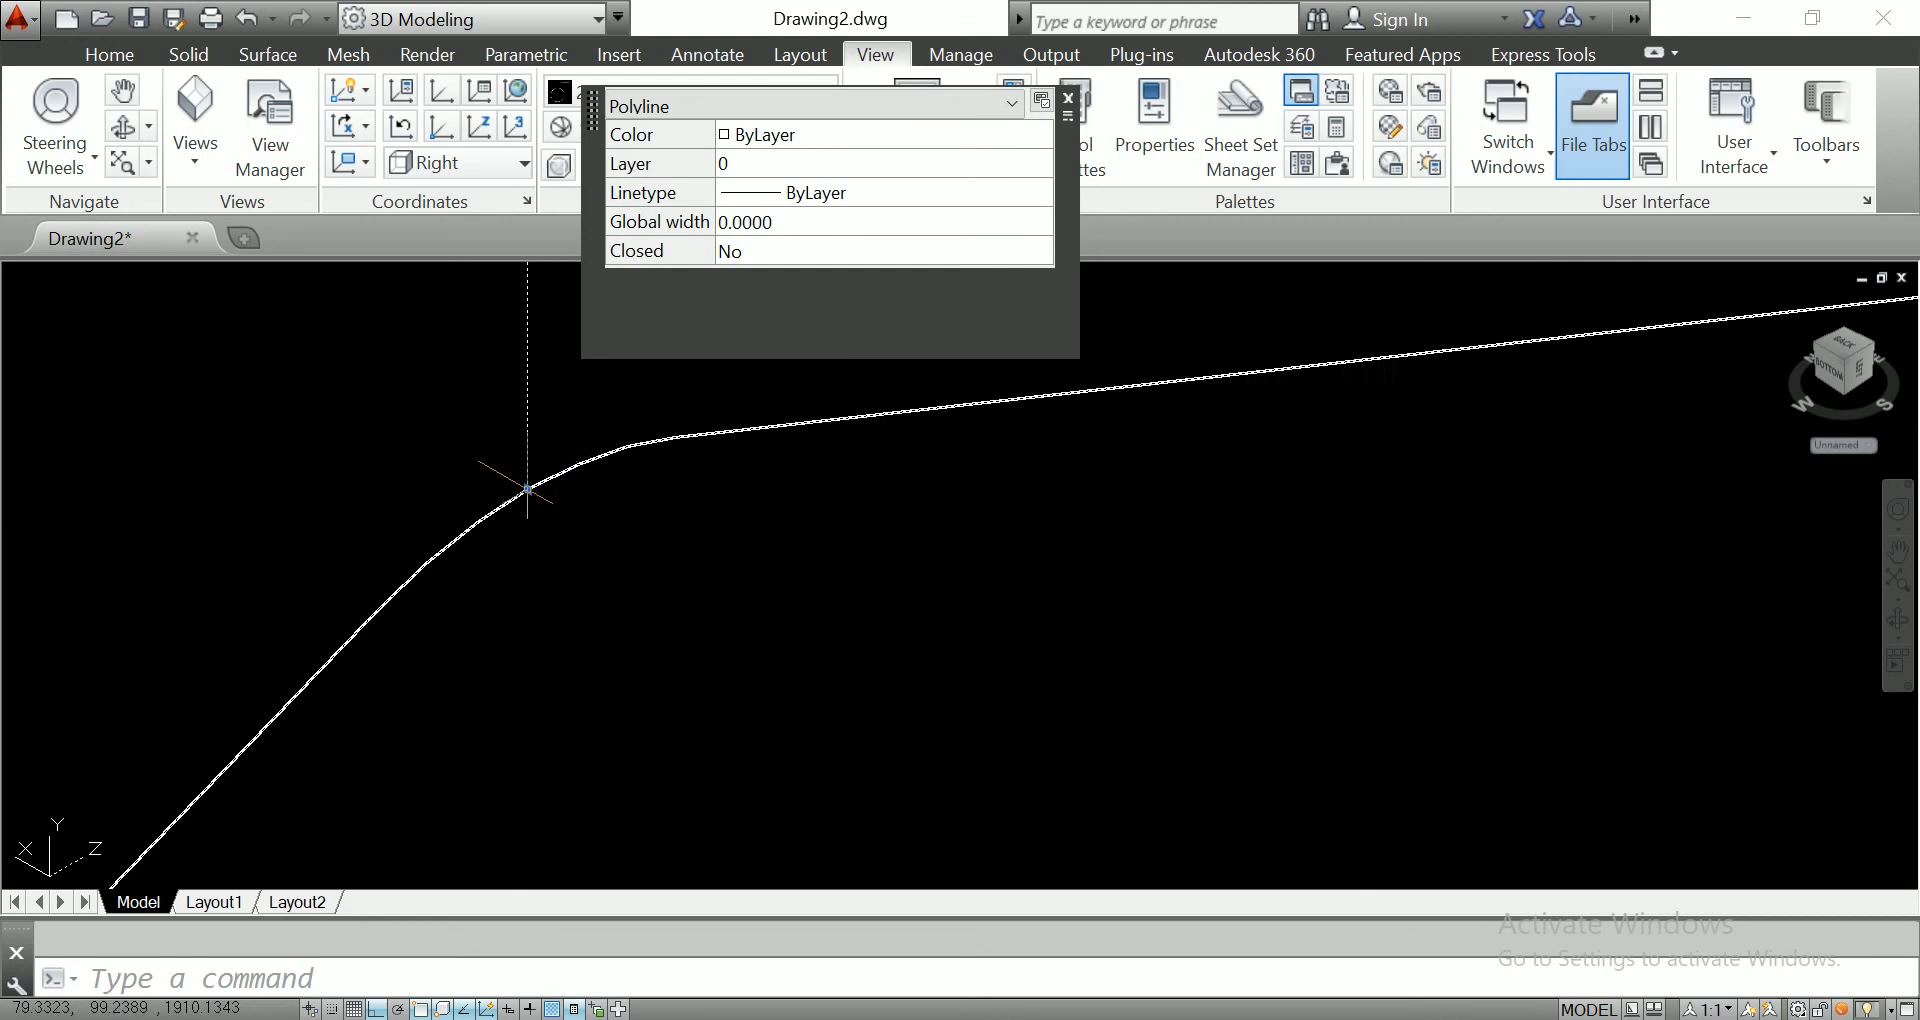 3D Modeling
Drawing2.dwg
Type a keyword or phrase
Sign In
Home Solid Surface Mesh Render Parametric Insert Annotate Layout View Manage Output Plug-ins Autodesk 360 Featured Apps Express Tools
Steering
Wheels
Views
View
Manager
Right
Navigate
Views
Coordinates
Polyline
Color ByLayer
Layer 0
Linetype ByLayer
Global width 0.0000
Closed No
Properties
Sheet Set
Manager
Switch
Windows
File Tabs
User
Interface
Toolbars
Palettes
User Interface
Drawing2*
BACK
BOTTOM
W
S
Unnamed
Y
X
Z
Model Layout1 Layout2
Activate Windows
Go to Settings to activate Windows.
Type a command
79.3323, 99.2389 , 1910.1343
MODEL
1:1